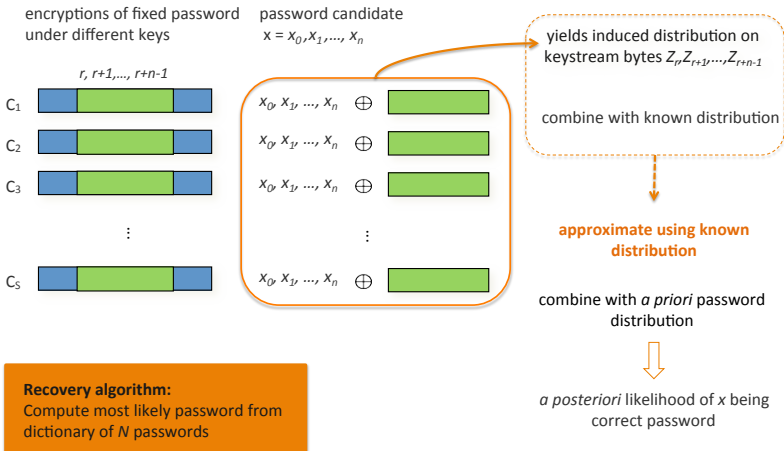 encryptions of fixed password
under different keys
password candidate
x = x₀,x₁,..., xₙ
r, r+1,..., r+n-1
C₁
x₀, x₁, ..., xₙ ⊕
C₂
x₀, x₁, ..., xₙ ⊕
C₃
x₀, x₁, ..., xₙ ⊕
⋮
⋮
Cₛ
x₀, x₁, ..., xₙ ⊕
yields induced distribution on
keystream bytes Zᵣ,Zᵣ₊₁,...,Zᵣ₊ₙ₋₁
combine with known distribution
approximate using known
distribution
combine with a priori password
distribution
a posteriori likelihood of x being
correct password
Recovery algorithm:
Compute most likely password from
dictionary of N passwords